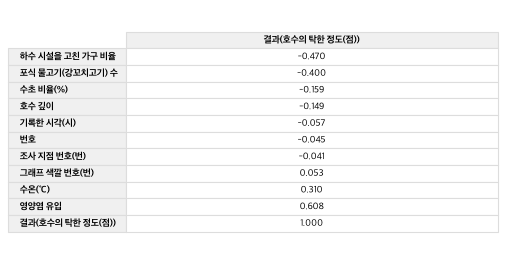 결과(호수의 탁한 정도(점))
하수 시설을 고친 가구 비율 -0.470
포식 물고기(강꼬치고기) 수 -0.400
수초 비율(%) -0.159
호수 깊이 -0.149
기록한 시각(시) -0.057
번호 -0.045
조사 지점 번호(번) -0.041
그래프 색깔 번호(번) 0.053
수온(℃) 0.310
영양염 유입 0.608
결과(호수의 탁한 정도(점)) 1.000